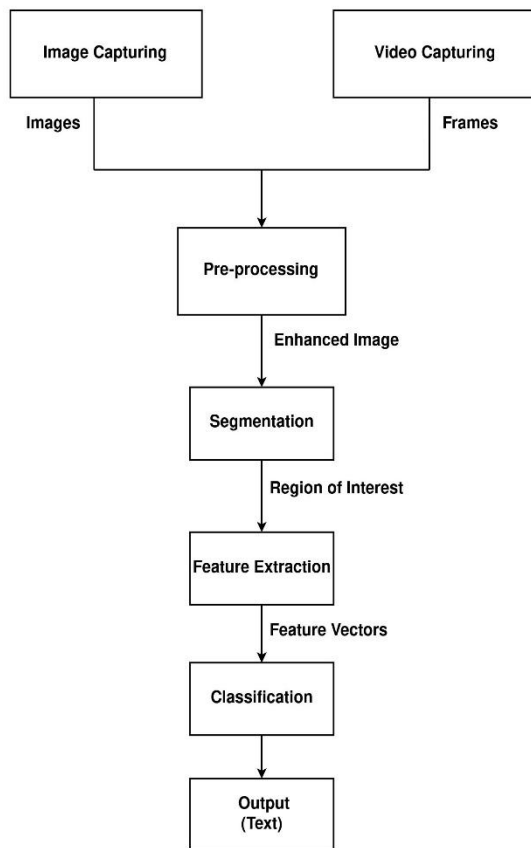 Image Capturing
Video Capturing
Images
Frames
Pre-processing
Enhanced Image
Segmentation
Region of Interest
Feature Extraction
Feature Vectors
Classification
Output
(Text)